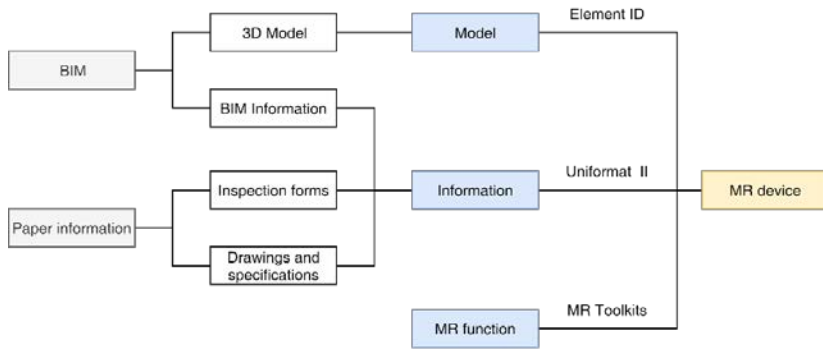 Element ID
3D Model
Model
BIM
BIM Information
Inspection forms
Information
Uniformat II
MR device
Paper information
Drawings and
specifications
MR Toolkits
MR function